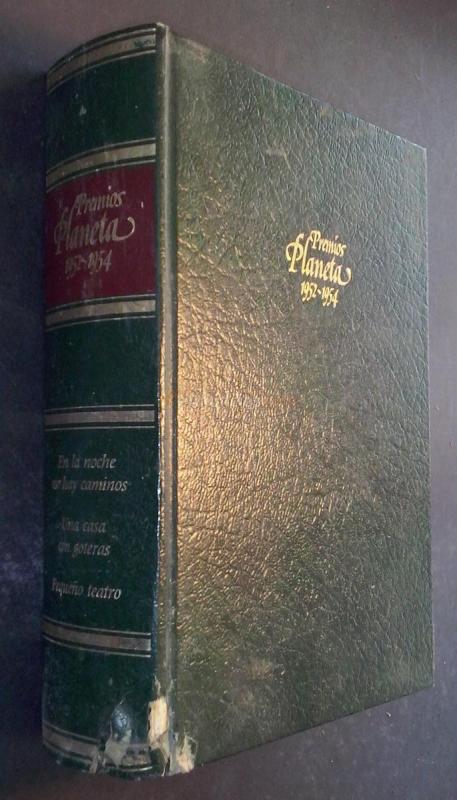 Premios
Planeta
1952-1954
En la noche
no hay caminos
Una casa
con goteras
Pequeño teatro
Premios
Planeta
1952-1954